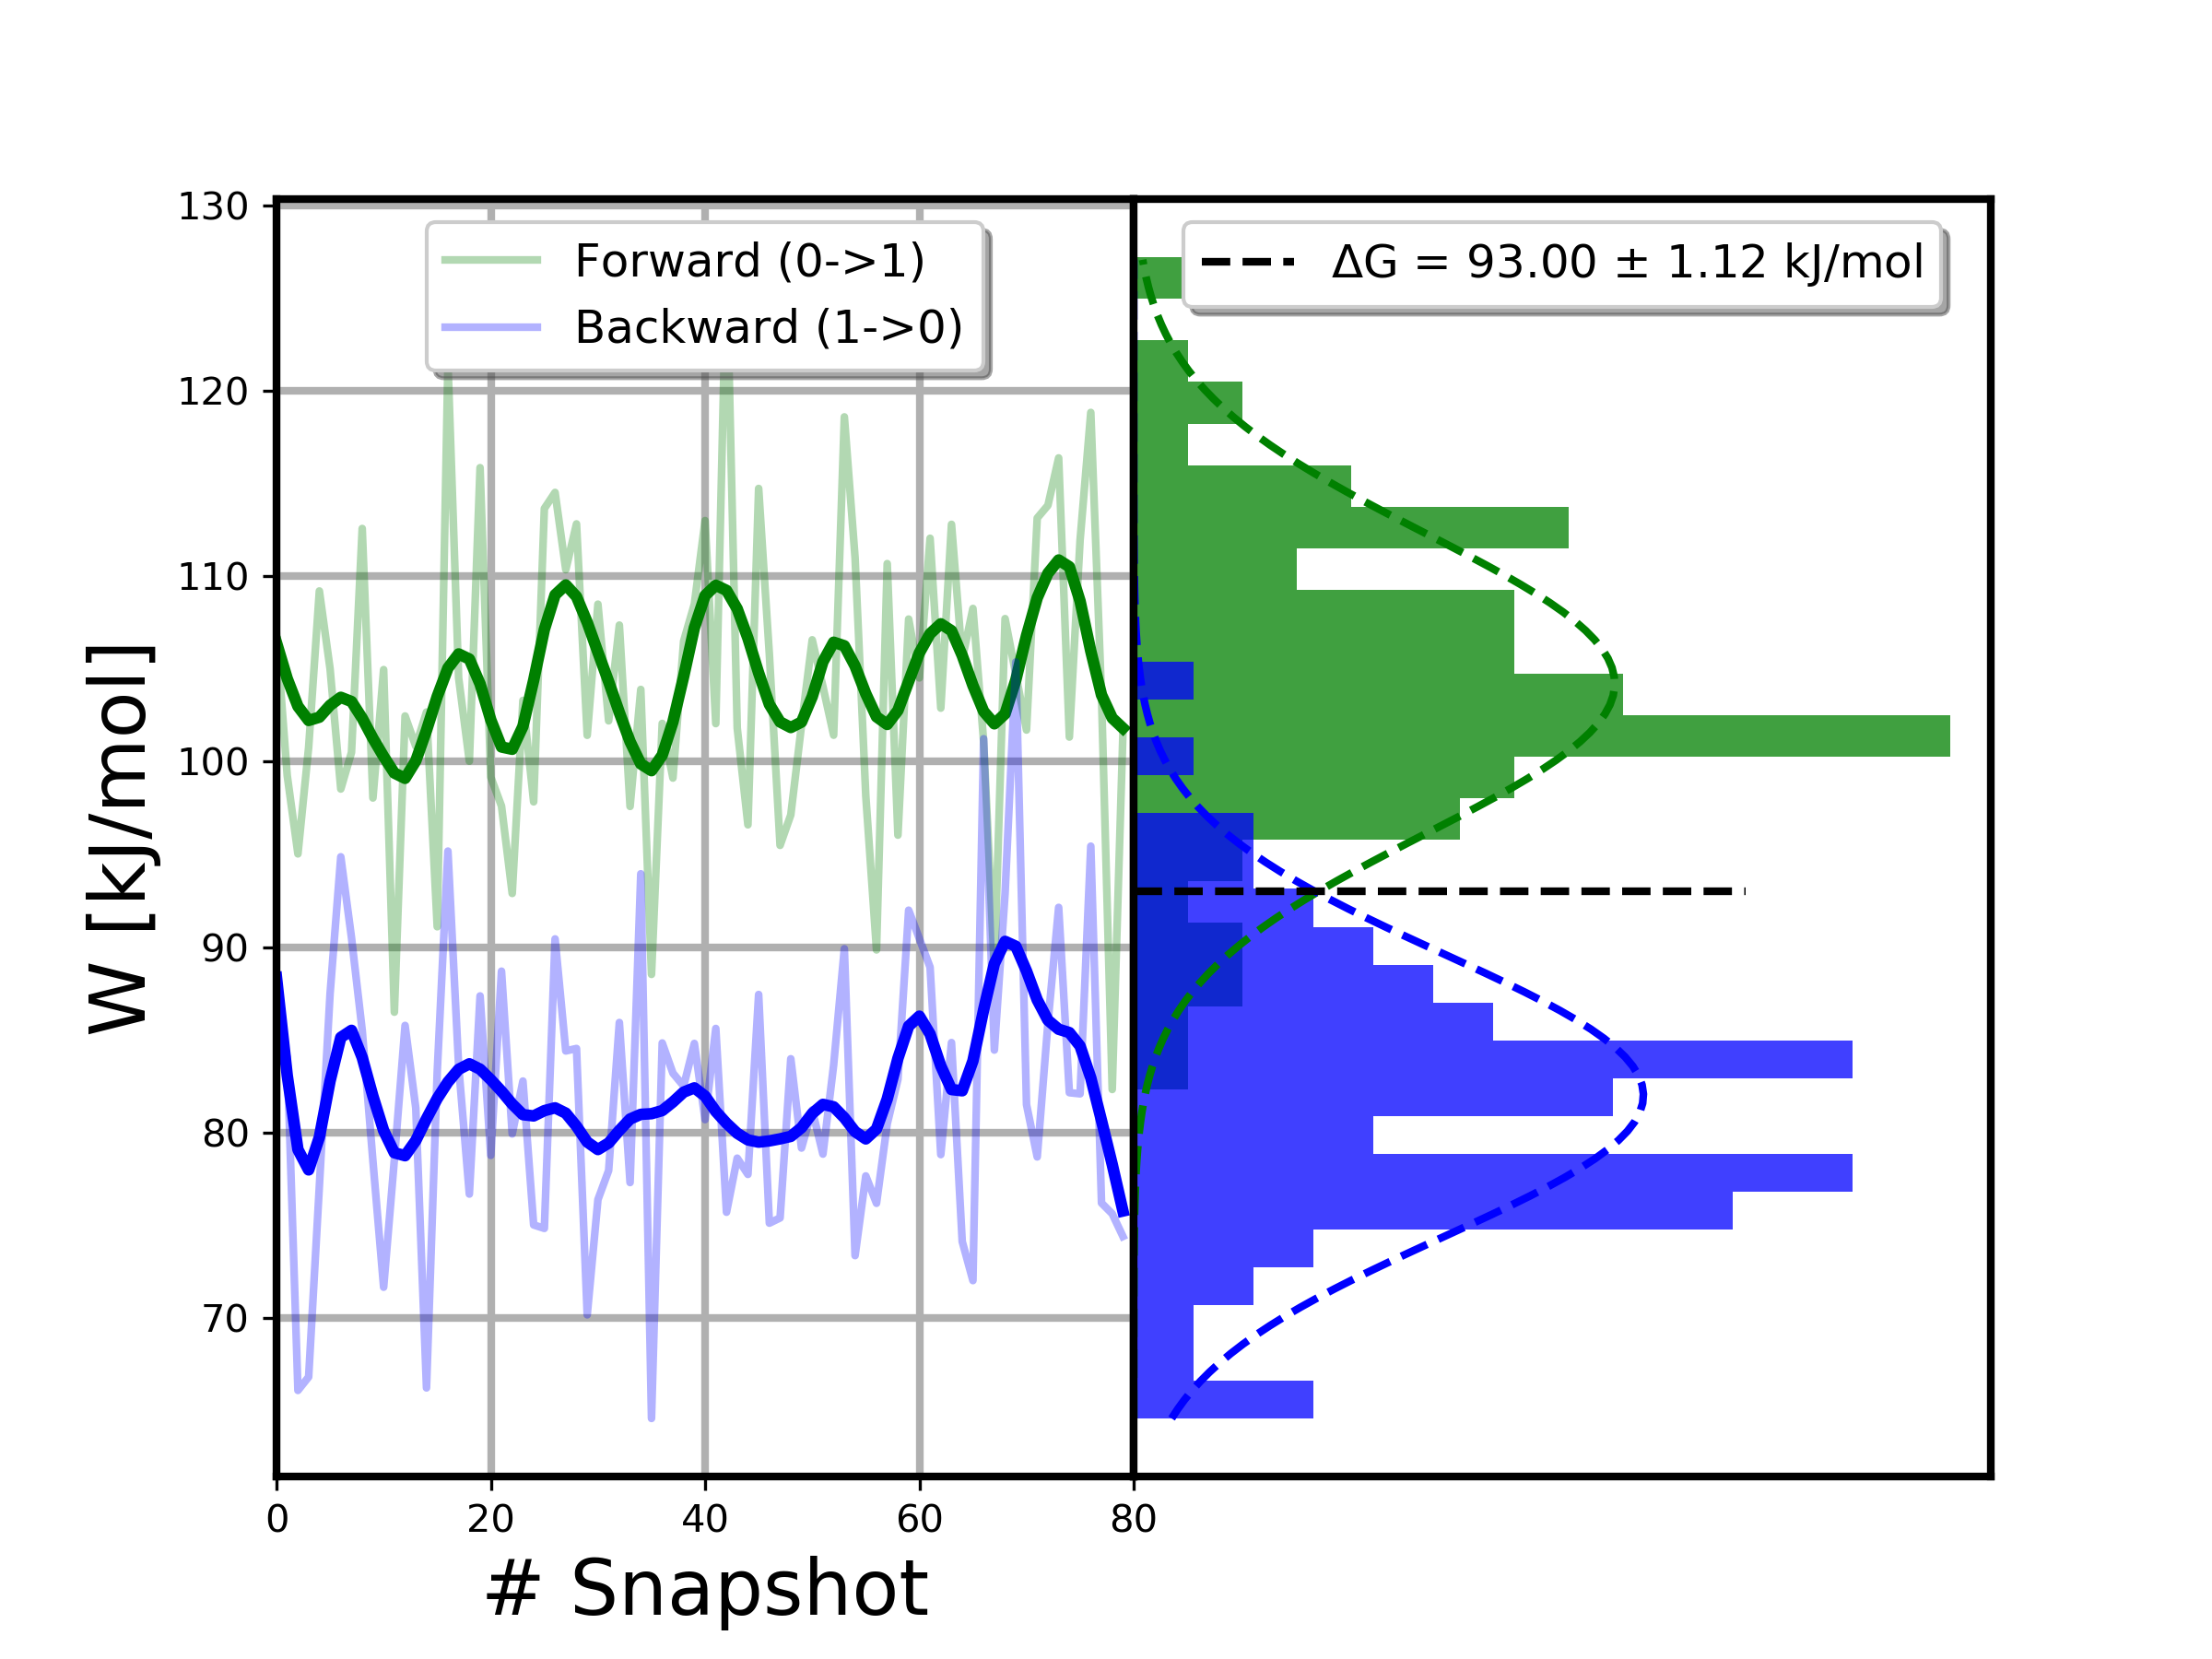 130
120
110
100
90
80
70
W [kJ/mol]
Forward (0->1)
Backward (1->0)
ΔG = 93.00 ± 1.12 kJ/mol
0 20 40 60 80
# Snapshot